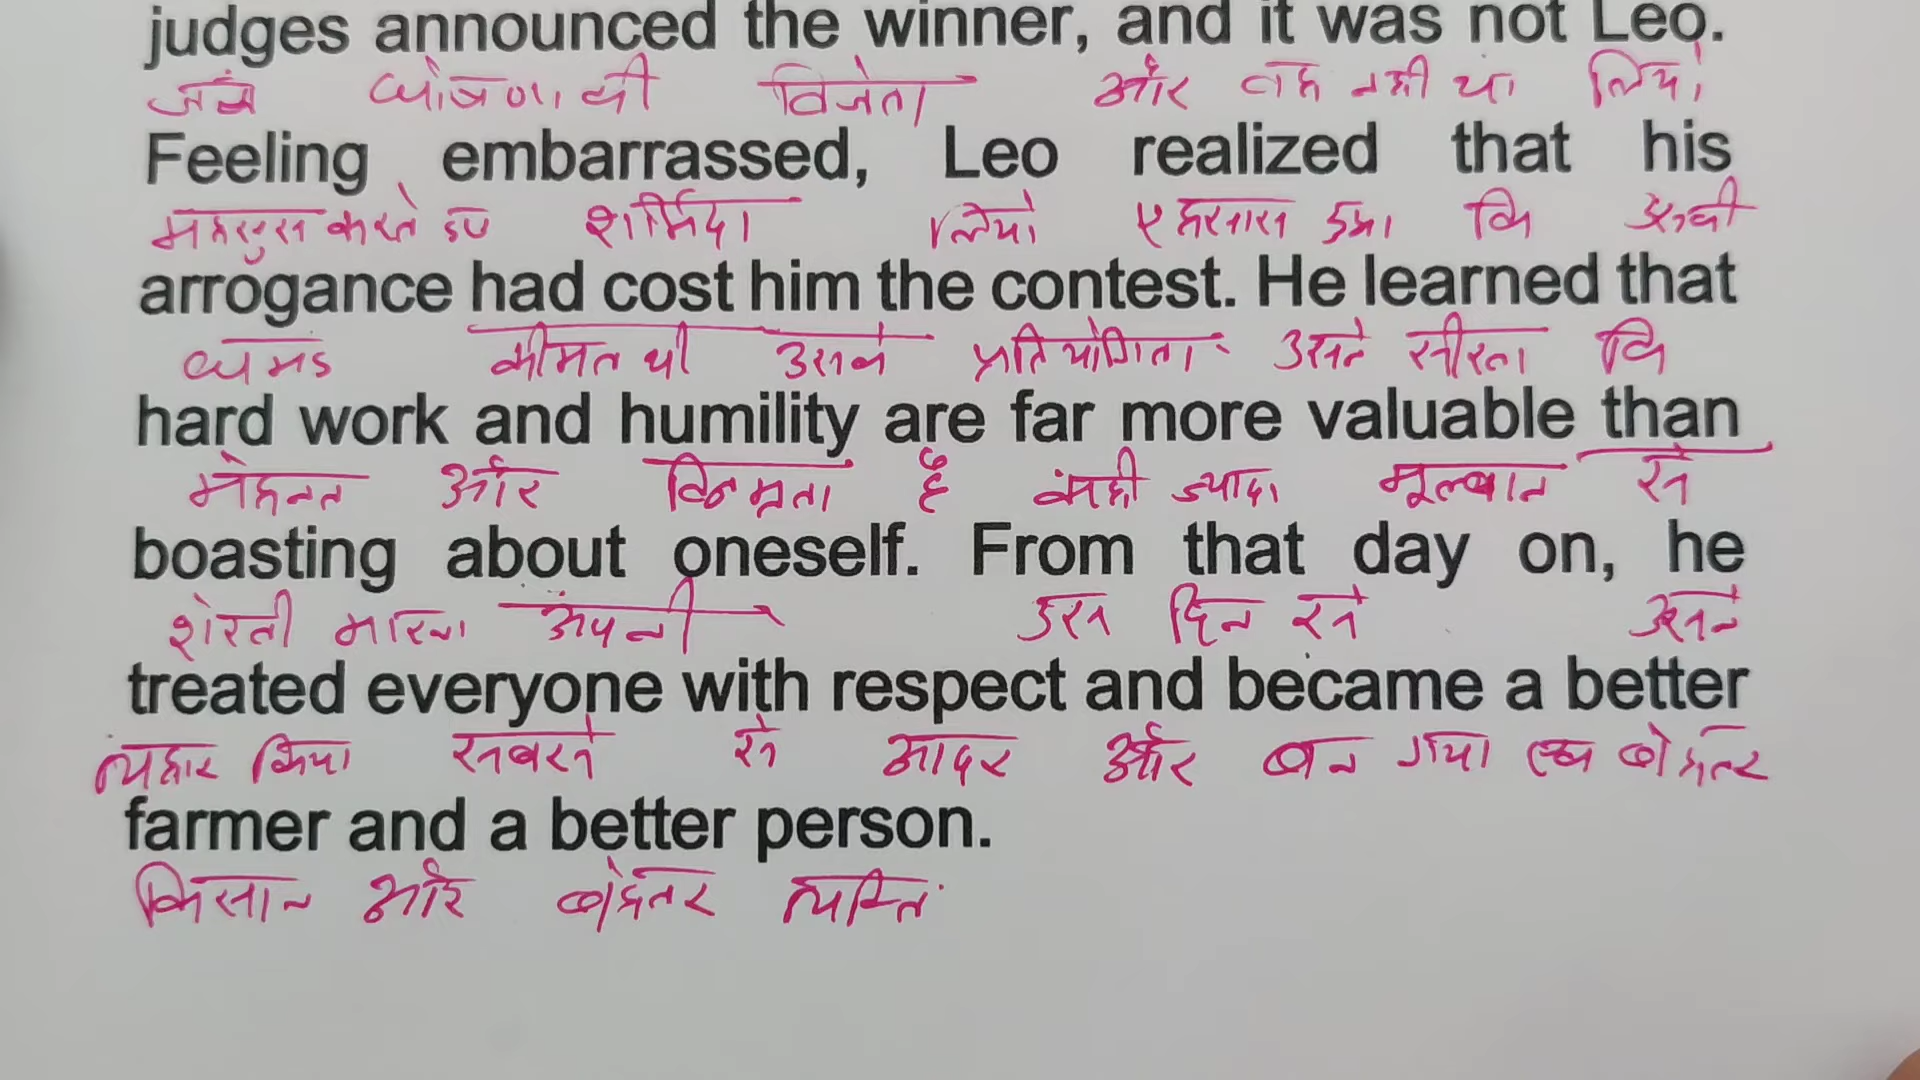 judges announced the winner, and it was not Leo.
जज घोषणा की विजेता और वह नही था लियो
Feeling embarrassed, Leo realized that his
महसुस करते हुए शर्मिंदा लियो एहसास हुआ कि उसकी
arrogance had cost him the contest. He learned that
घमंड कीमत थी उसके प्रतियोगिता उसने सीखा कि
hard work and humility are far more valuable than
मेहनत और विनम्रता है कंही ज्यादा मूल्यवान से
boasting about oneself. From that day on, he
शेखी मारना अपनी उस दिन से उसने
treated everyone with respect and became a better
व्यहार किया सबसे से आदर और बन गया एक बेहतर
farmer and a better person.
किसान और बेहतर व्यक्ति